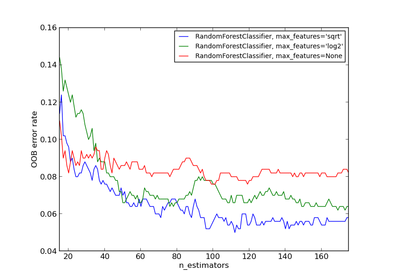 RandomForestClassifier, max_features='sqrt'
RandomForestClassifier, max_features='log2'
RandomForestClassifier, max_features=None
OOB error rate
0.16
0.14
0.12
0.10
0.08
0.06
0.04
20 40 60 80 100 120 140 160
n_estimators